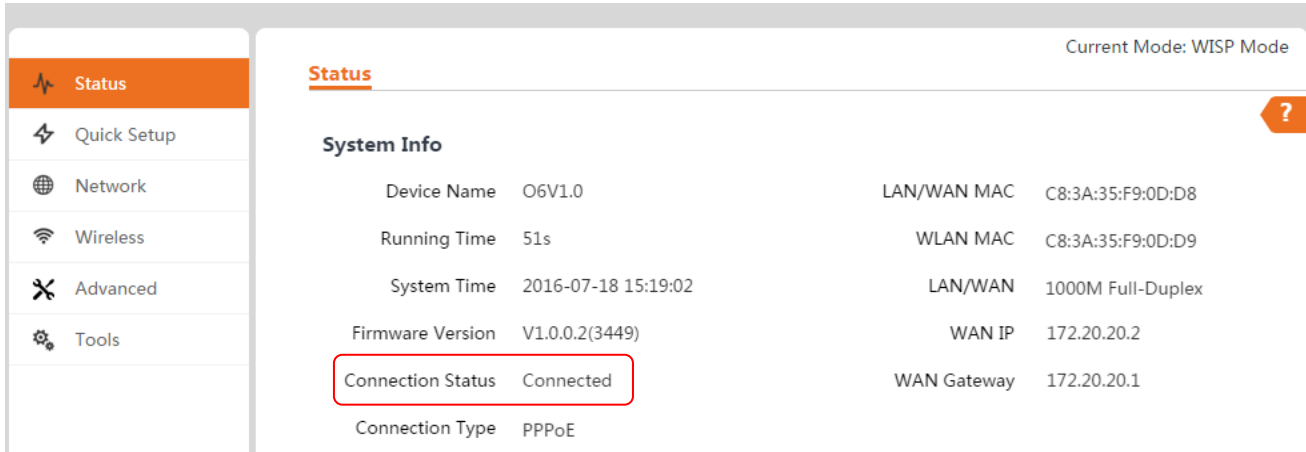 Current Mode: WISP Mode
Status
Quick Setup
Network
Wireless
Advanced
Tools
Status
?
System Info
Device Name O6V1.0
Running Time 51s
System Time 2016-07-18 15:19:02
Firmware Version V1.0.0.2(3449)
Connection Status Connected
Connection Type PPPoE
LAN/WAN MAC C8:3A:35:F9:0D:D8
WLAN MAC C8:3A:35:F9:0D:D9
LAN/WAN 1000M Full-Duplex
WAN IP 172.20.20.2
WAN Gateway 172.20.20.1